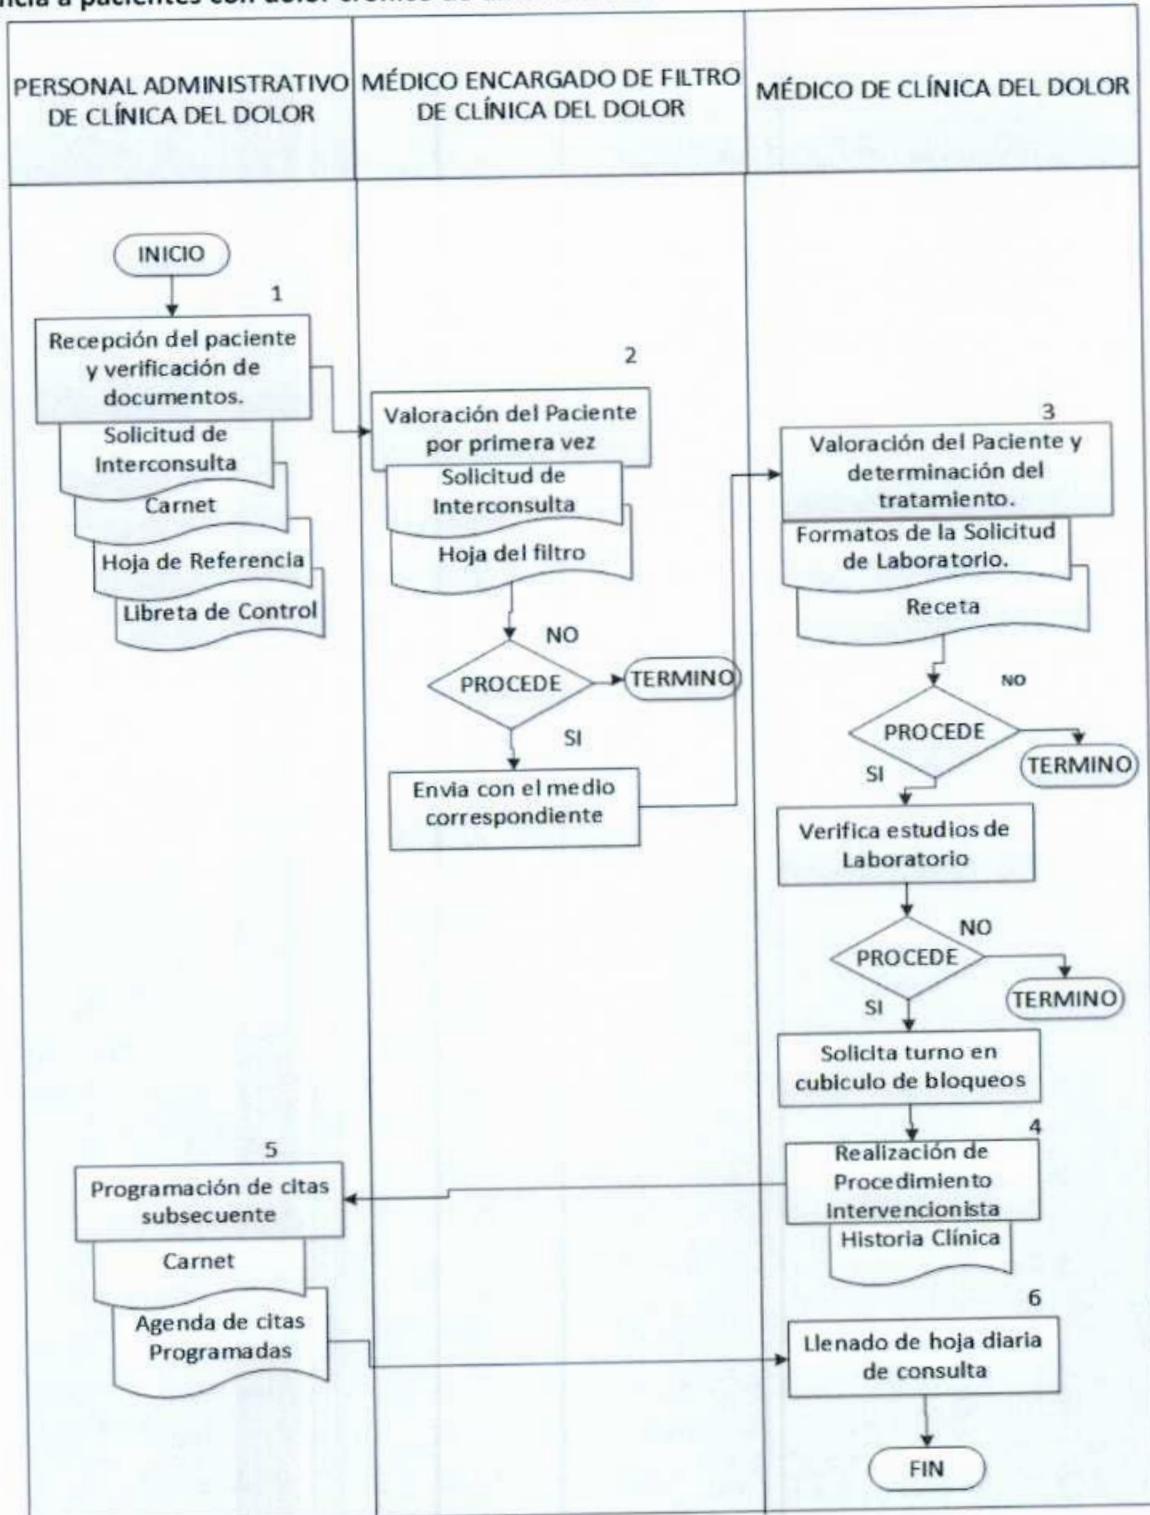 a pacientes con dolor crónico de
PERSONAL ADMINISTRATIVO
DE CLÍNICA DEL DOLOR
MÉDICO ENCARGADO DE FILTRO
DE CLÍNICA DEL DOLOR
MÉDICO DE CLÍNICA DEL DOLOR
INICIO
1
Recepción del paciente
y verificación de
documentos.
Solicitud de
Interconsulta
Carnet
Hoja de Referencia
Libreta de Control
2
Valoración del Paciente
por primera vez
Solicitud de
Interconsulta
Hoja del filtro
NO
PROCEDE
TERMINO
SI
Envia con el medio
correspondiente
3
Valoración del Paciente y
determinación del
tratamiento.
Formatos de la Solicitud
de Laboratorio.
Receta
NO
PROCEDE
TERMINO
SI
Verifica estudios de
Laboratorio
NO
PROCEDE
TERMINO
SI
Solicita turno en
cubiculo de bloqueos
4
Realización de
Procedimiento
Intervencionista
Historia Clínica
5
Programación de citas
subsecuente
Carnet
Agenda de citas
Programadas
6
Llenado de hoja diaria
de consulta
FIN